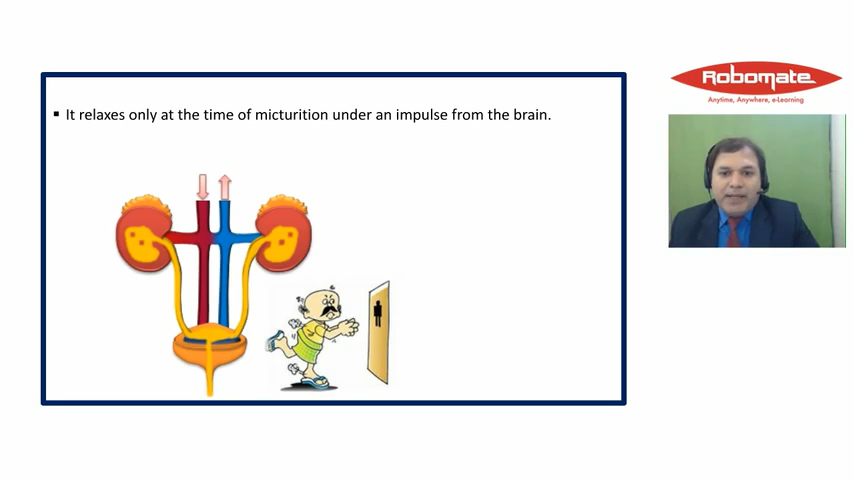 ▪ It relaxes only at the time of micturition under an impulse from the brain.
Robomate
Anytime, Anywhere, e-Learning